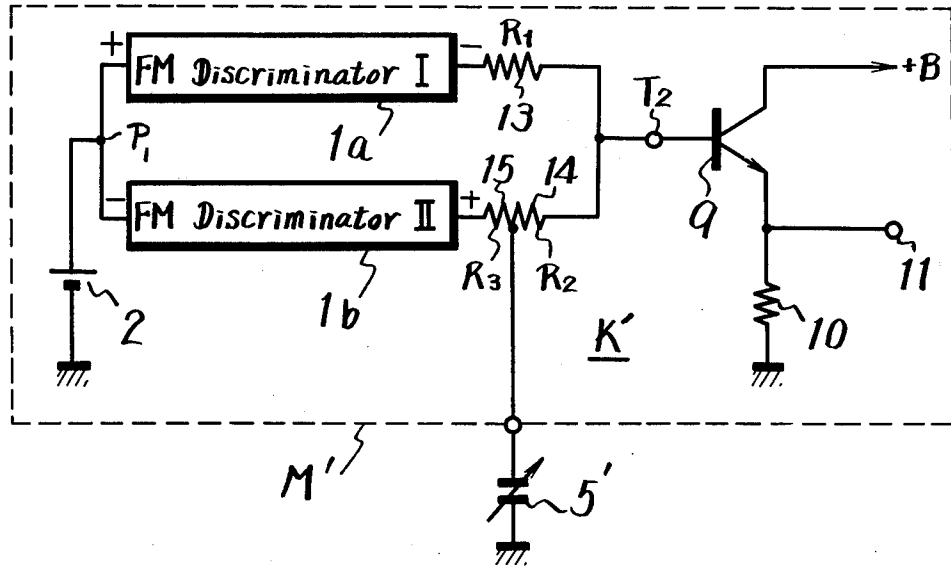 + FM Discriminator I - R1
13
1a
P1
T2
+B
- FM Discriminator II +
15
14
R3
R2
1b
2
9
11
10
K'
M'
5'